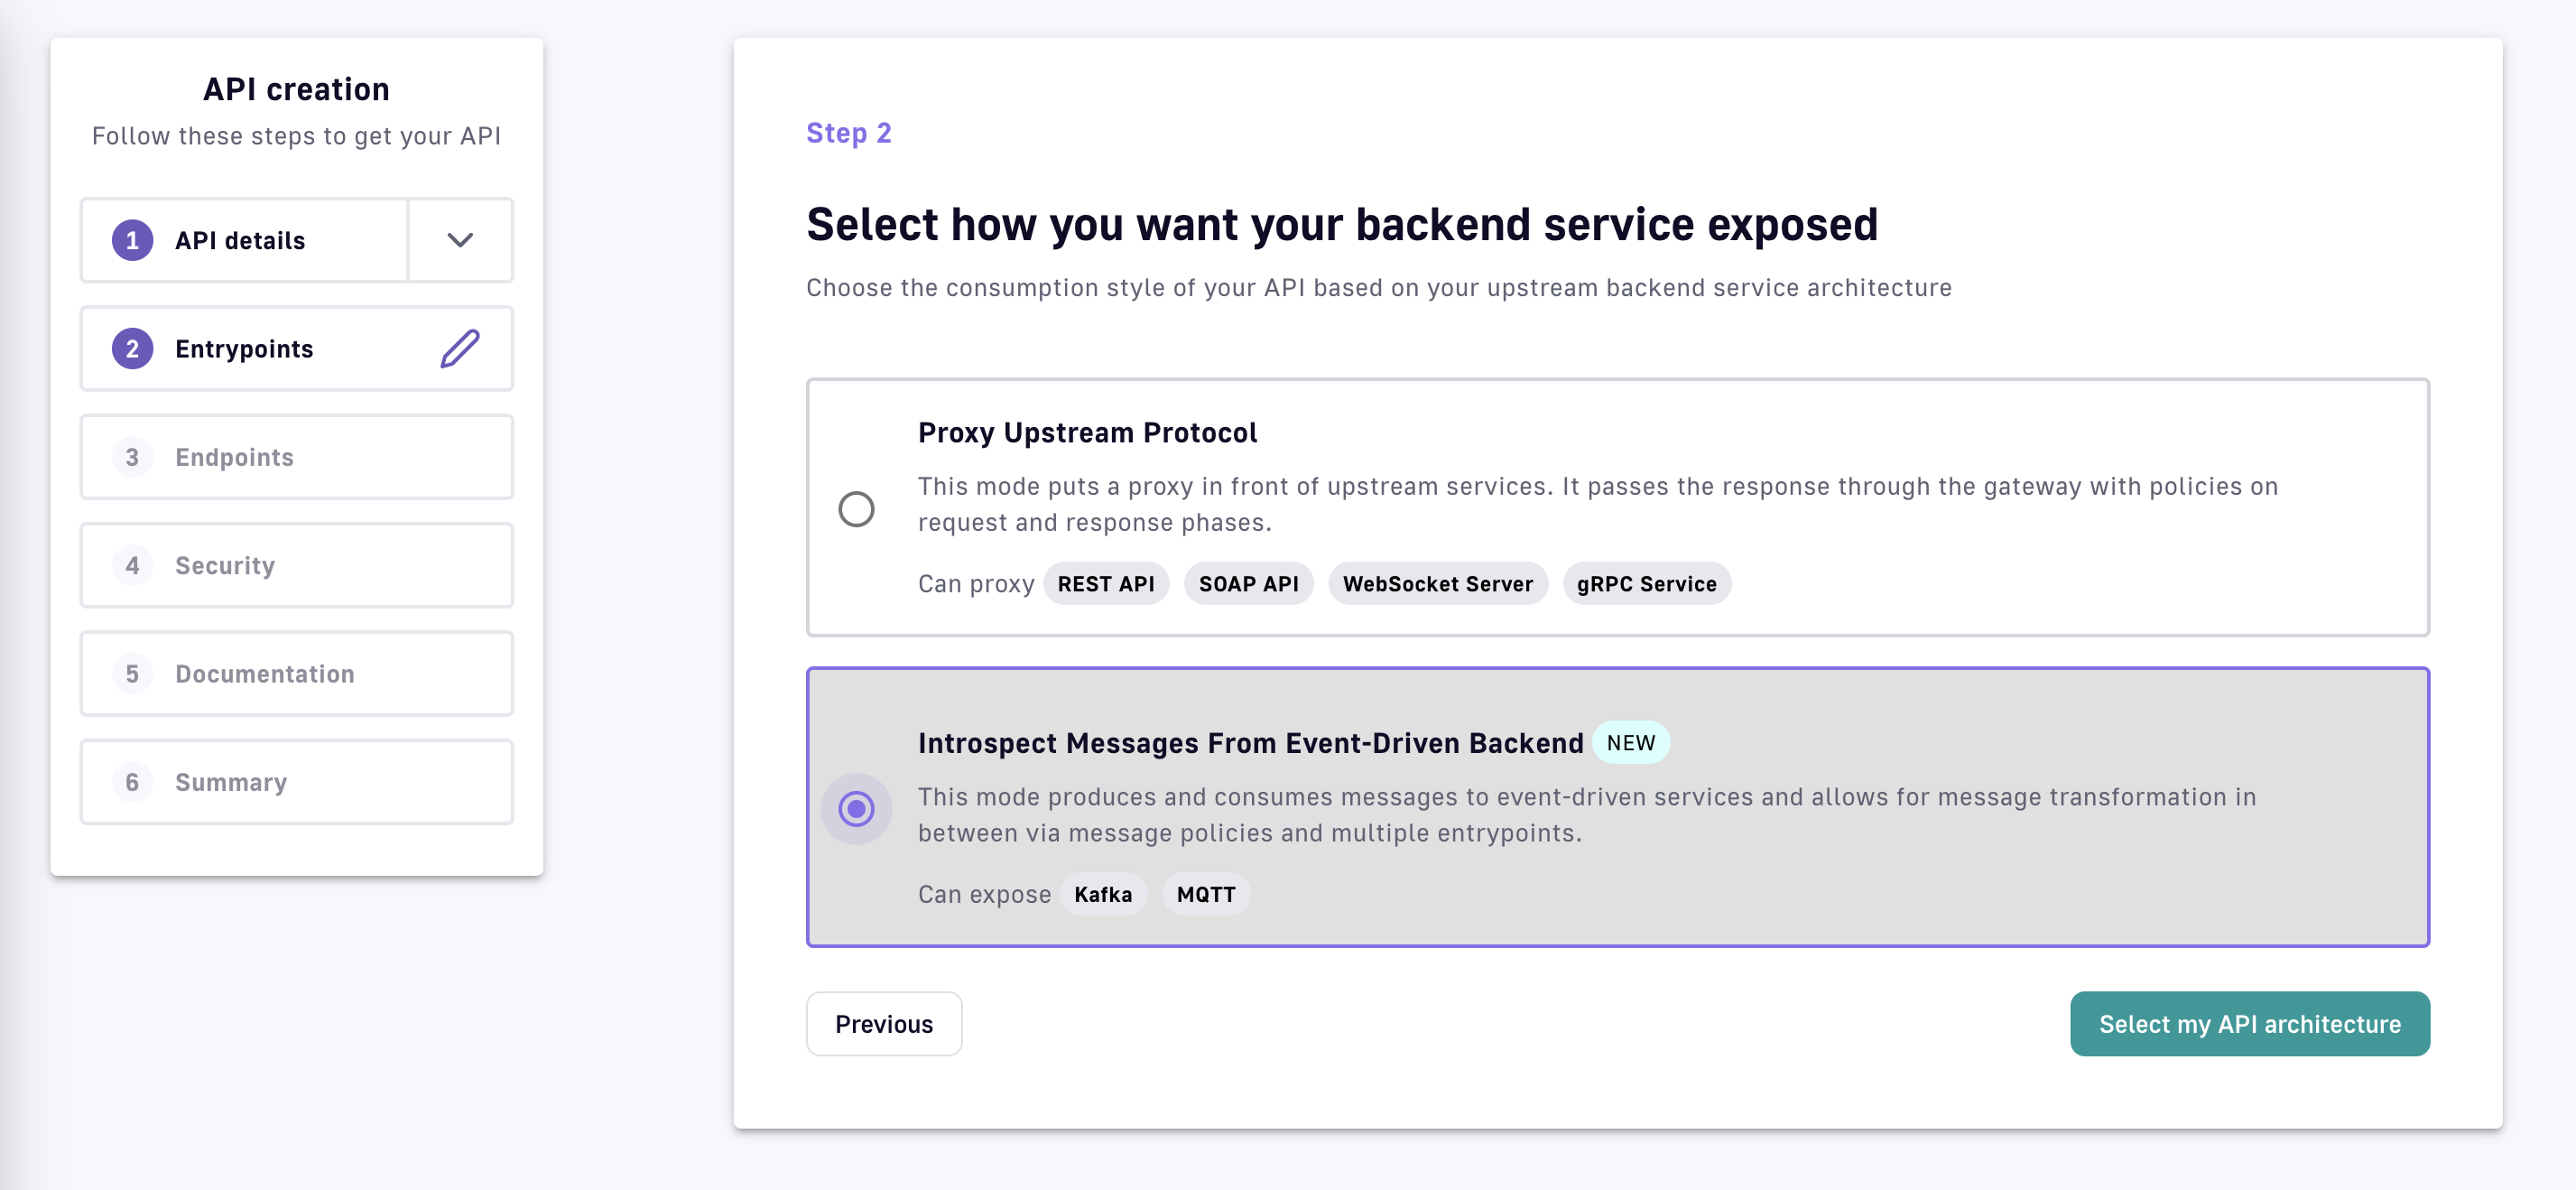 API creation
Follow these steps to get your API
1 API details
2 Entrypoints
3 Endpoints
4 Security
5 Documentation
6 Summary
Step 2
Select how you want your backend service exposed
Choose the consumption style of your API based on your upstream backend service architecture
Proxy Upstream Protocol
This mode puts a proxy in front of upstream services. It passes the response through the gateway with policies on
request and response phases.
Can proxy REST API SOAP API WebSocket Server gRPC Service
Introspect Messages From Event-Driven Backend NEW
This mode produces and consumes messages to event-driven services and allows for message transformation in
between via message policies and multiple entrypoints.
Can expose Kafka MQTT
Previous
Select my API architecture